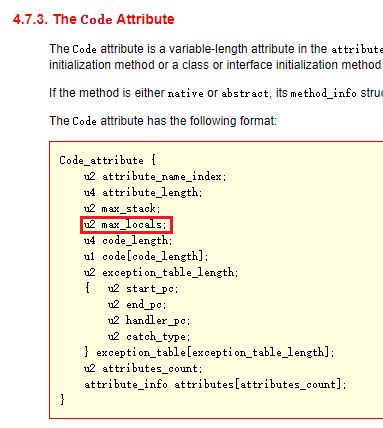 4.7.3. The Code Attribute
The Code attribute is a variable-length attribute in the attribute
initialization method or a class or interface initialization method
If the method is either native or abstract, its method_info struc
The Code attribute has the following format:
Code_attribute {
u2 attribute_name_index;
u4 attribute_length;
u2 max_stack;
u2 max_locals;
u4 code_length;
u1 code[code_length];
u2 exception_table_length;
{ u2 start_pc;
u2 end_pc;
u2 handler_pc;
u2 catch_type;
} exception_table[exception_table_length];
u2 attributes_count;
attribute_info attributes[attributes_count];
}